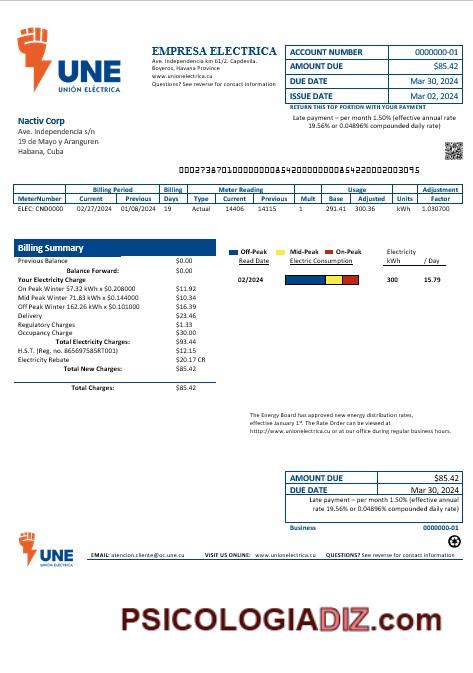 UNE
UNIÓN ELÉCTRICA
EMPRESA ELECTRICA
Ave. Independencia km 61/2. Capdevila.
Boyeros, Havana Province
www.unionelectrica.cu
Questions? See reverse for contact information
ACCOUNT NUMBER 0000000-01
AMOUNT DUE $85.42
DUE DATE Mar 30, 2024
ISSUE DATE Mar 02, 2024
RETURN THIS TOP PORTION WITH YOUR PAYMENT
Late payment – per month 1.50% (effective annual rate
19.56% or 0.04896% compounded daily rate)
Nactiv Corp
Ave. Independencia s/n
19 de Mayo y Aranguren
Habana, Cuba
Billing Period Billing Meter Reading Usage Adjustment
MeterNumber Current Previous Days Type Current Previous Mult Base Adjusted Units Factor
ELEC: CND0000 02/27/2024 01/08/2024 19 Actual 14406 14115 1 291.41 300.36 kWh 1.030700
Billing Summary
Previous Balance $0.00
Balance Forward: $0.00
Your Electricity Charge
On Peak Winter 57.32 kWh x $0.208000 $11.92
Mid Peak Winter 71.83 kWh x $0.144000 $10.34
Off Peak Winter 162.26 kWh x $0.101000 $16.39
Delivery $23.46
Regulatory Charges $1.33
Occupancy Charge $30.00
Total Electricity Charges: $93.44
H.S.T. (Reg. no. 865697585RT001) $12.15
Electricity Rebate $20.17 CR
Total New Charges: $85.42
Total Charges: $85.42
Off-Peak Mid-Peak On-Peak Electricity
Read Date Electric Consumption kWh / Day
02/2024 300 15.79
The Energy Board has approved new energy distribution rates,
effective January 1st. The Rate Order can be viewed at
htttp://www.unionelectrica.cu or at our office during regular business hours.
AMOUNT DUE $85.42
DUE DATE Mar 30, 2024
Late payment – per month 1.50% (effective annual
rate 19.56% or 0.04896% compounded daily rate)
Business 0000000-01
UNE
UNIÓN ELÉCTRICA
EMAIL: atencion.cliente@oc.une.cu VISIT US ONLINE: www.unionelectrica.cu QUESTIONS? See reverse for contact information
PSICOLOGIADIZ.com